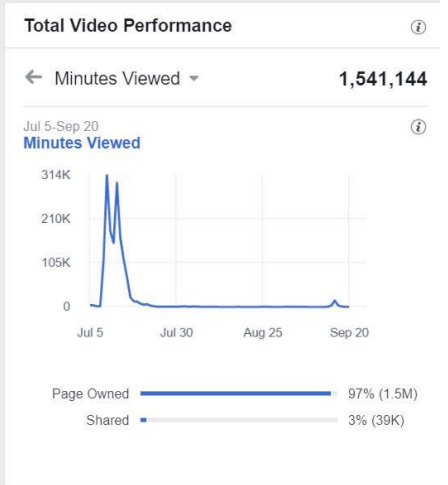 Total Video Performance
Minutes Viewed 1,541,144
Jul 5-Sep 20
Minutes Viewed
314K
210K
105K
0
Jul 5 Jul 30 Aug 25 Sep 20
Page Owned 97% (1.5M)
Shared 3% (39K)